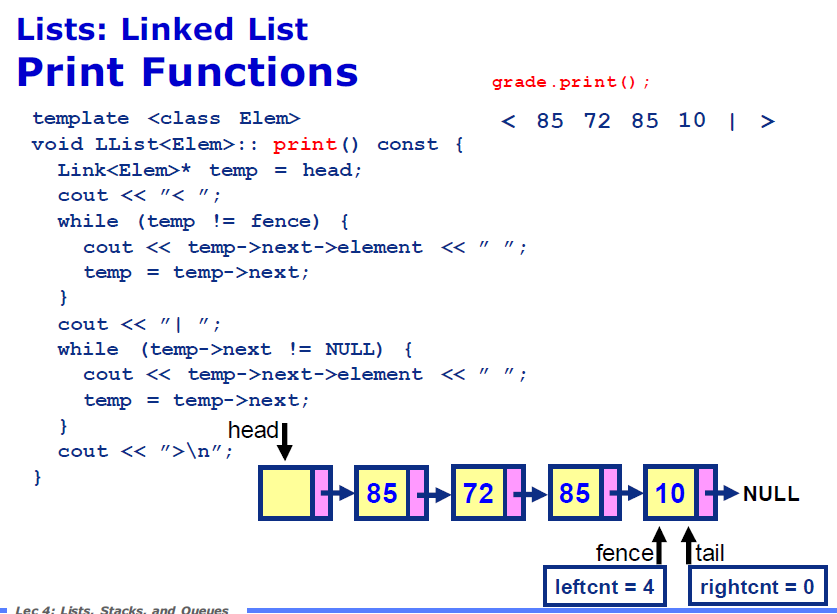 Lists: Linked List
Print Functions
grade.print();
< 85 72 85 10 | >
template <class Elem>
void LList<Elem>:: print() const {
Link<Elem>* temp = head;
cout << ”< ”;
while (temp != fence) {
cout << temp->next->element << ” ”;
temp = temp->next;
}
cout << ”| ”;
while (temp->next != NULL) {
cout << temp->next->element << ” ”;
temp = temp->next;
}
cout << ”>\n”;
}
head
85 72 85 10 NULL
fence tail
leftcnt = 4 rightcnt = 0
Lec 4: Lists, Stacks, and Queues